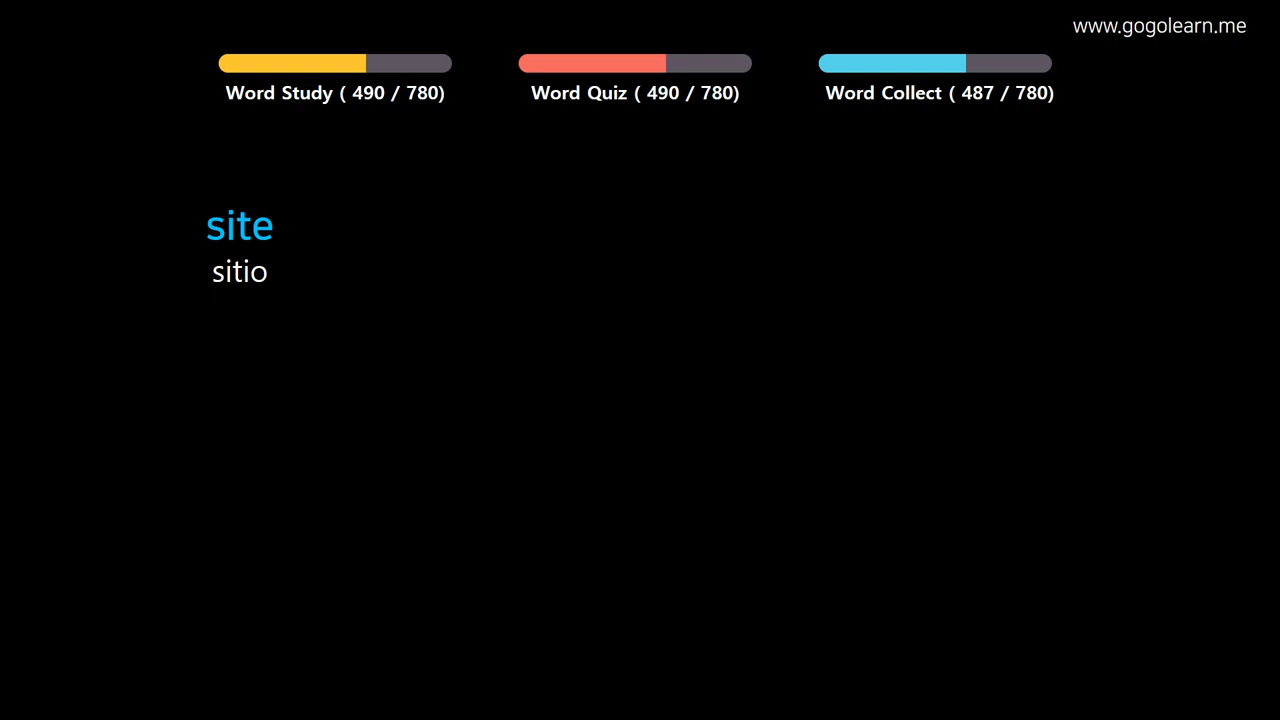 www.gogolearn.me
Word Study ( 490 / 780)
Word Quiz ( 490 / 780)
Word Collect ( 487 / 780)
site
sitio